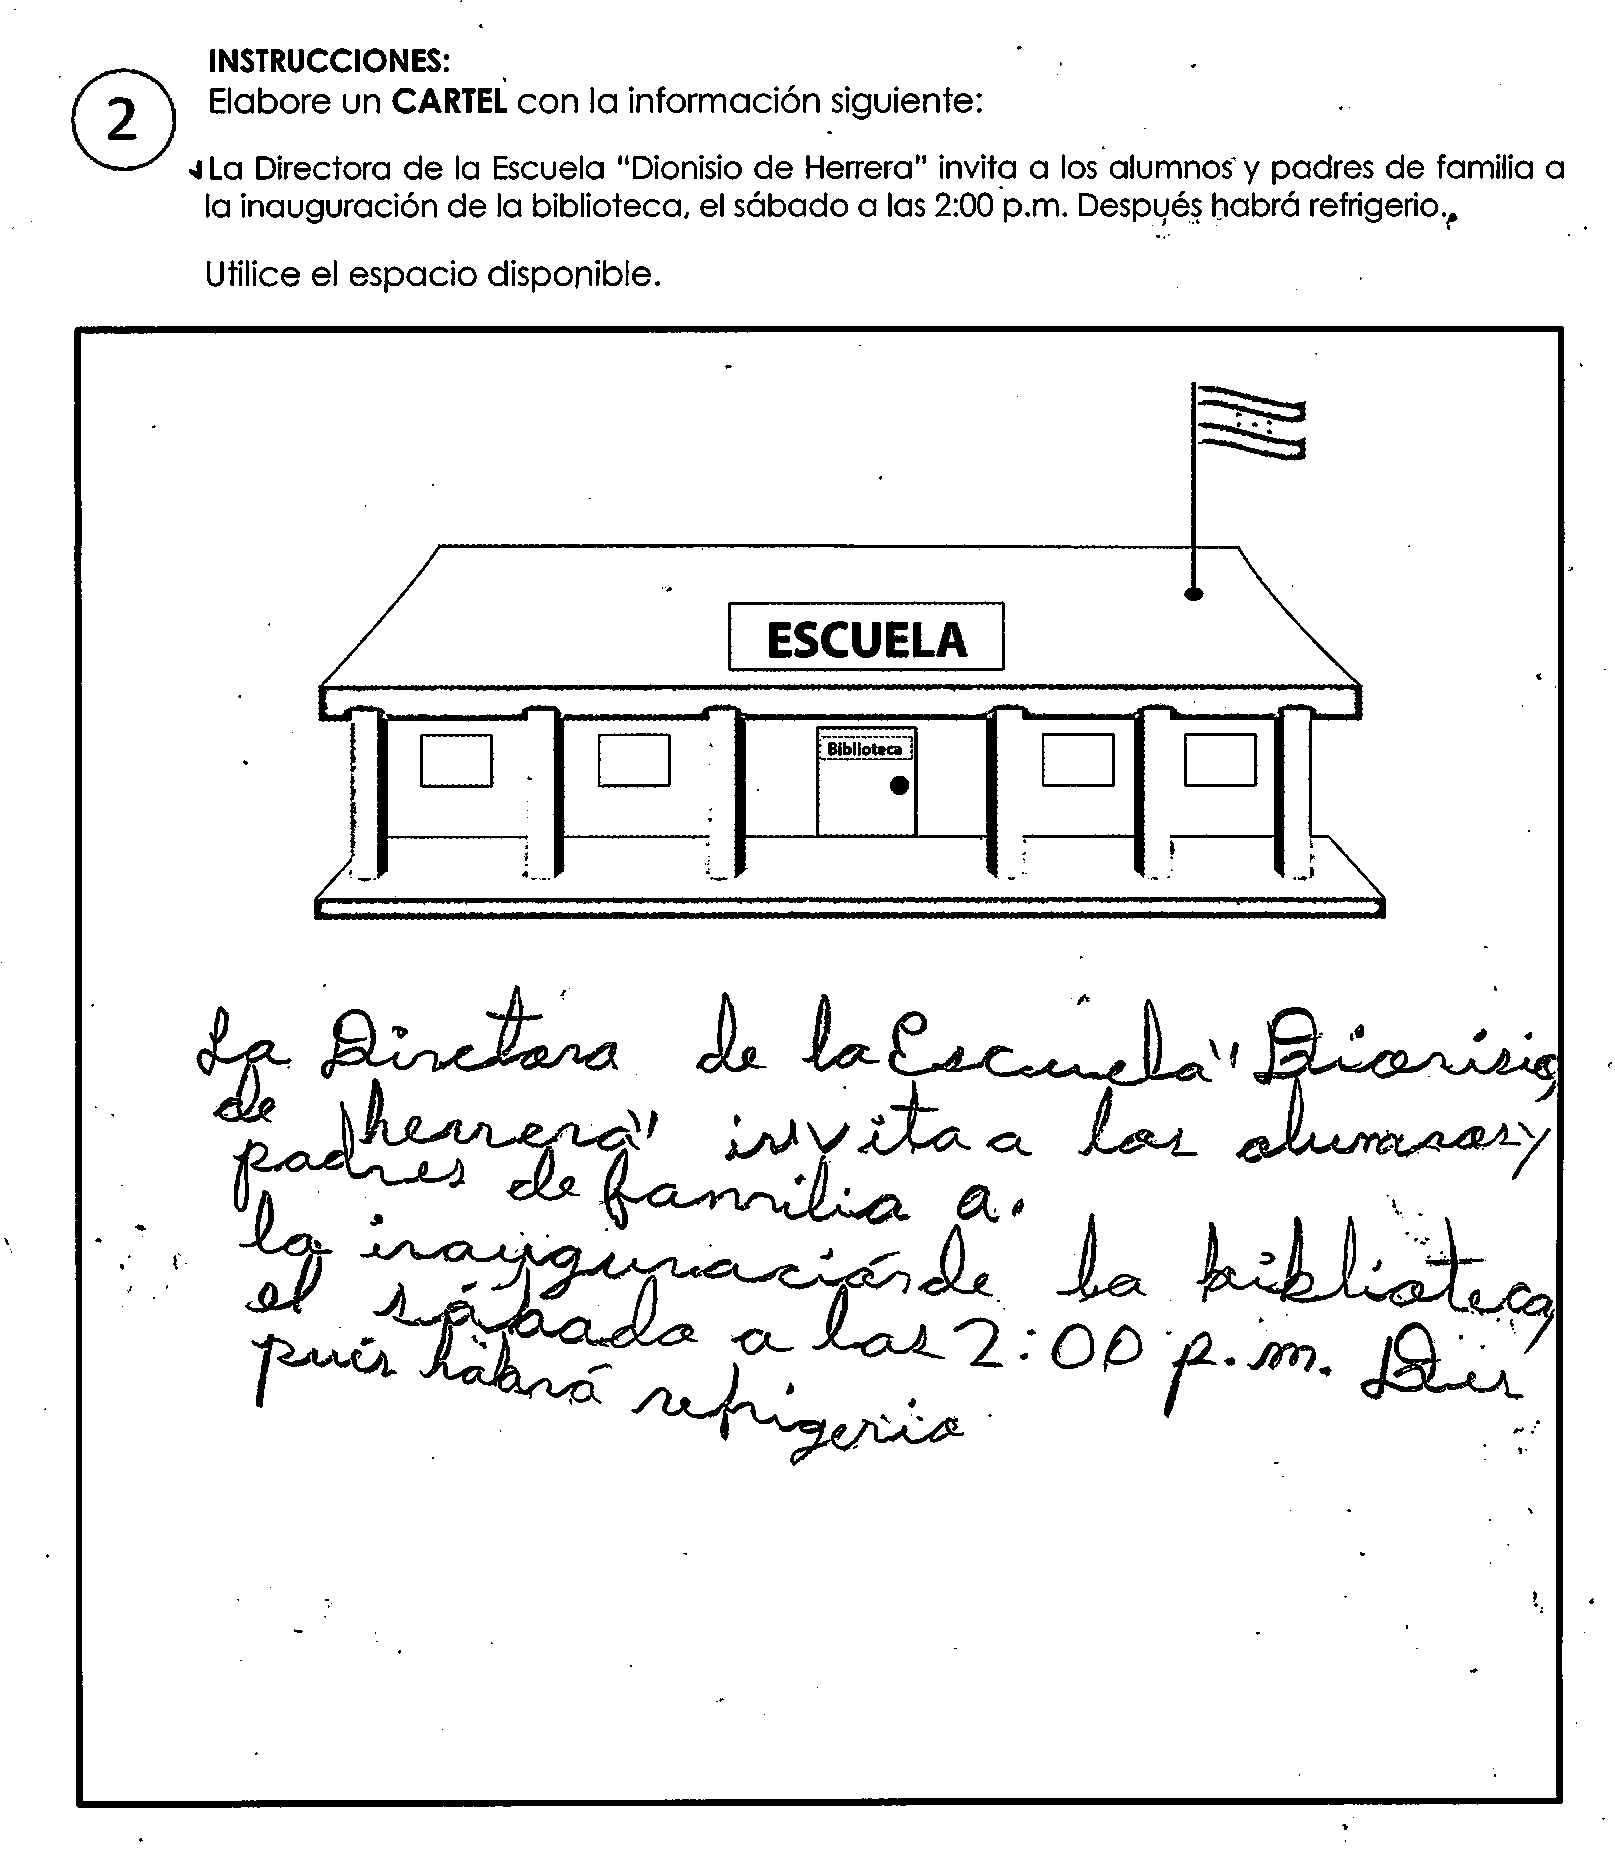 INSTRUCCIONES:
2
Elabore un CARTEL con la información siguiente:
La Directora de la Escuela "Dionisio de Herrera" invita a los alumnos y padres de familia a
la inauguración de la biblioteca, el sábado a las 2:00 p.m. Después habrá refrigerio.
Utilice el espacio disponible.
ESCUELA
Biblioteca
La Dirctora de la Escuela "Dionisio
de herrera" invita a los alumnos y
padres de familia a.
la inauguraciónde la biblioteca,
el sábado a las 2:00 p.m. Des
pués habrá refrigerio